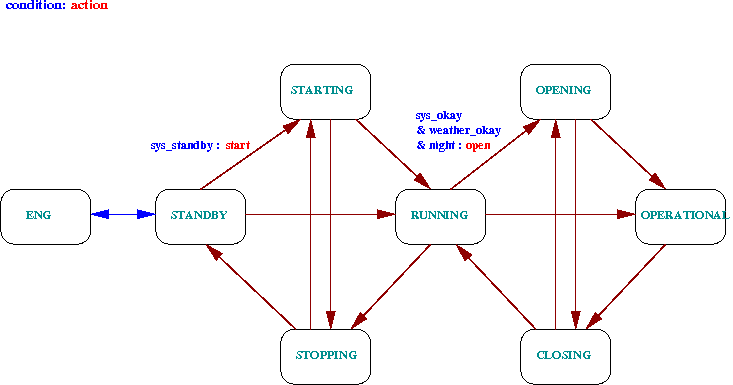 condition: action
STARTING
OPENING
sys_okay
& weather_okay
& night : open
sys_standby : start
ENG
STANDBY
RUNNING
OPERATIONAL
STOPPING
CLOSING